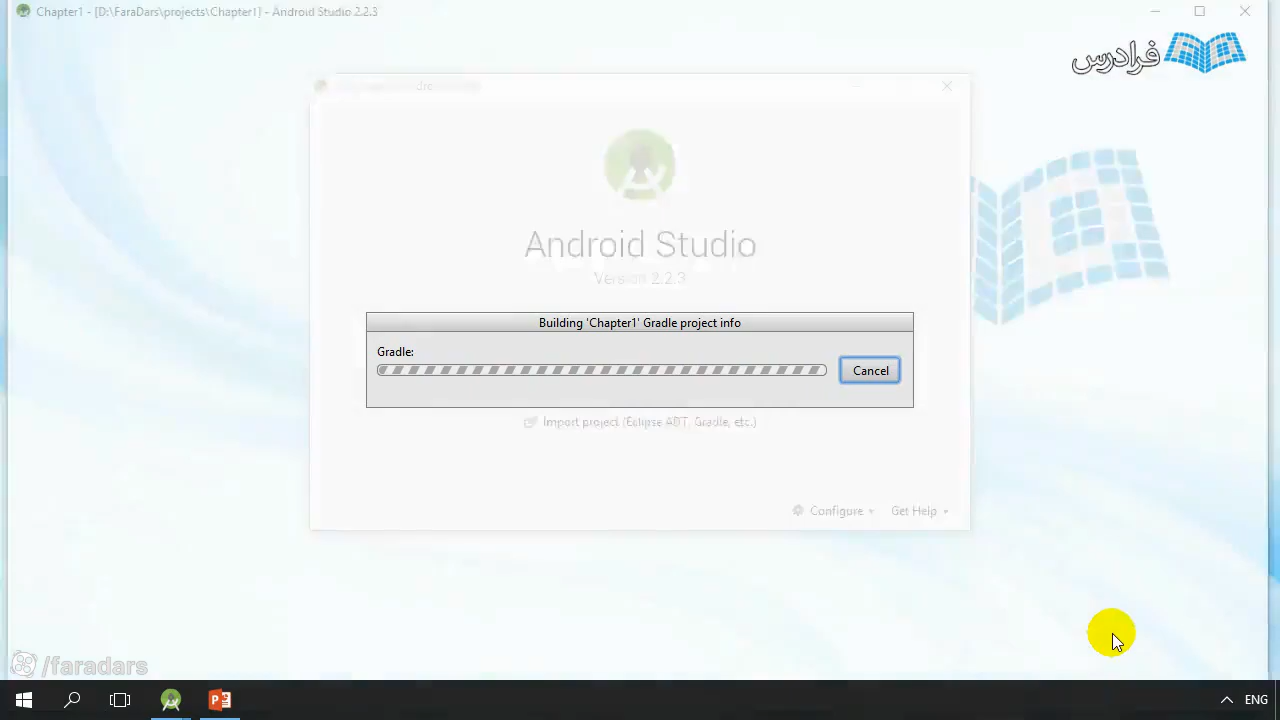 Chapter1 - [D:\FaraDars\projects\Chapter1] - Android Studio 2.2.3
فرادرس
Android Studio
Version 2.2.3
Building 'Chapter1' Gradle project info
Gradle:
Cancel
Import project (Eclipse ADT, Gradle, etc.)
Configure
Get Help
/faradars
ENG